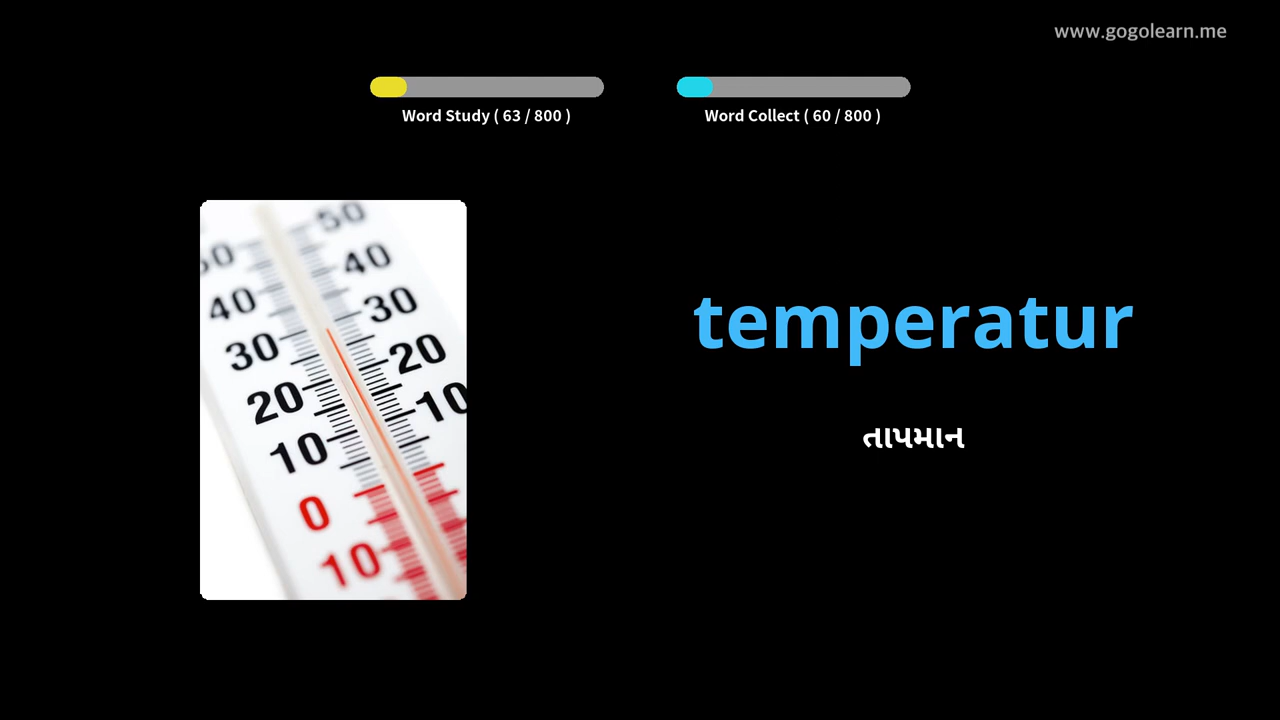 www.gogolearn.me
Word Study ( 63 / 800 )
Word Collect ( 60 / 800 )
50
40
40
30
30
20
20
10
10
0
10
temperatur
તાપમાન